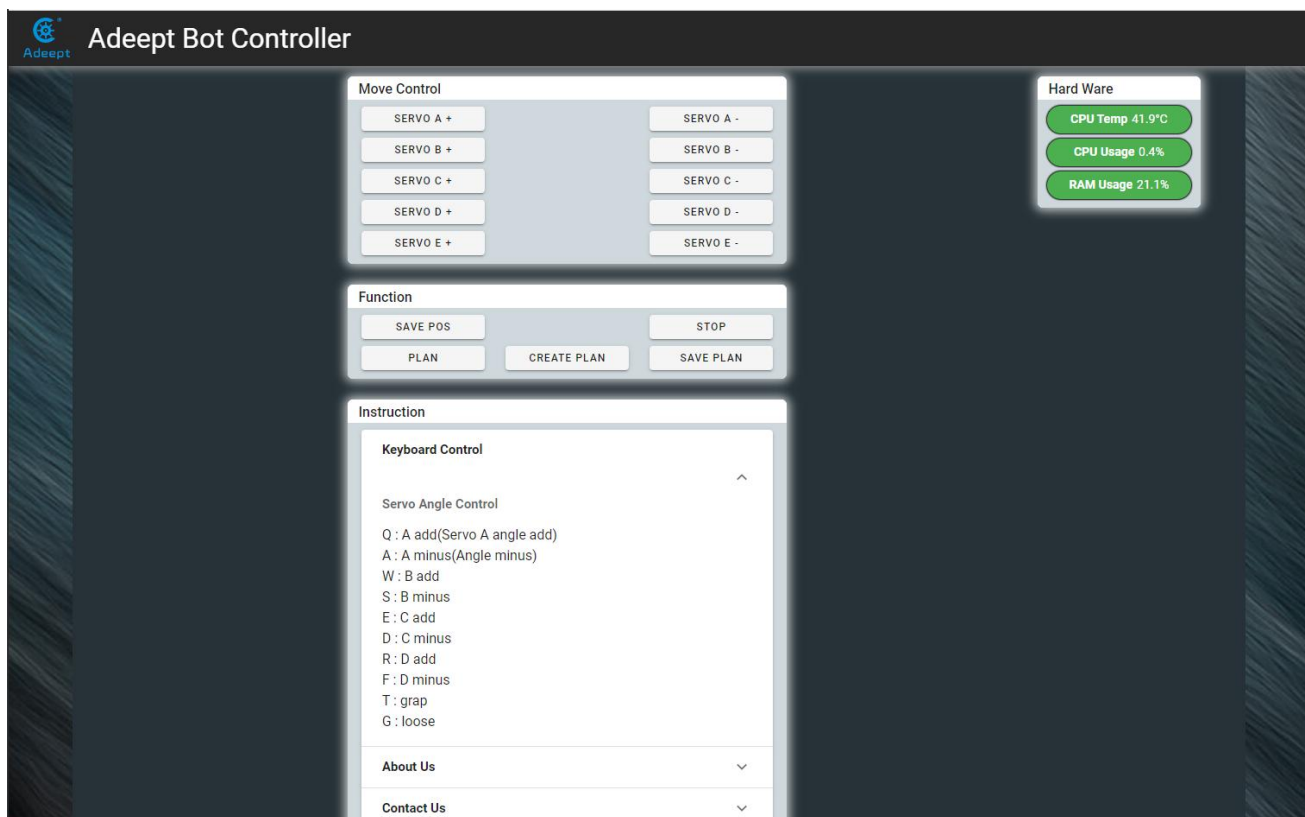 Adeept
Adeept Bot Controller
Move Control
SERVO A +
SERVO A -
SERVO B +
SERVO B -
SERVO C +
SERVO C -
SERVO D +
SERVO D -
SERVO E +
SERVO E -
Function
SAVE POS
STOP
PLAN
CREATE PLAN
SAVE PLAN
Instruction
Keyboard Control
Servo Angle Control
Q : A add(Servo A angle add)
A : A minus(Angle minus)
W : B add
S : B minus
E : C add
D : C minus
R : D add
F : D minus
T : grap
G : loose
About Us
Contact Us
Hard Ware
CPU Temp 41.9°C
CPU Usage 0.4%
RAM Usage 21.1%